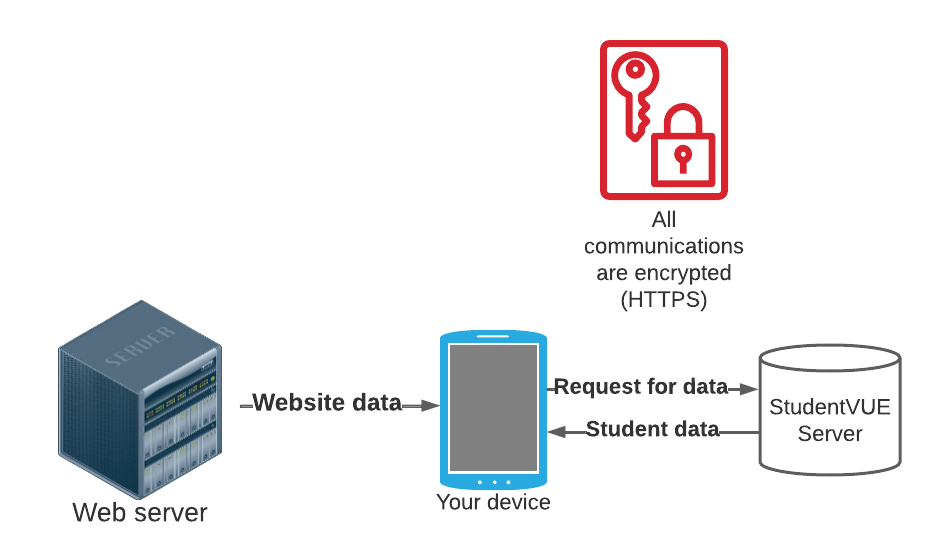 All
communications
are encrypted
(HTTPS)
SERVER
Website data
Request for data
Student data
StudentVUE
Server
Your device
Web server